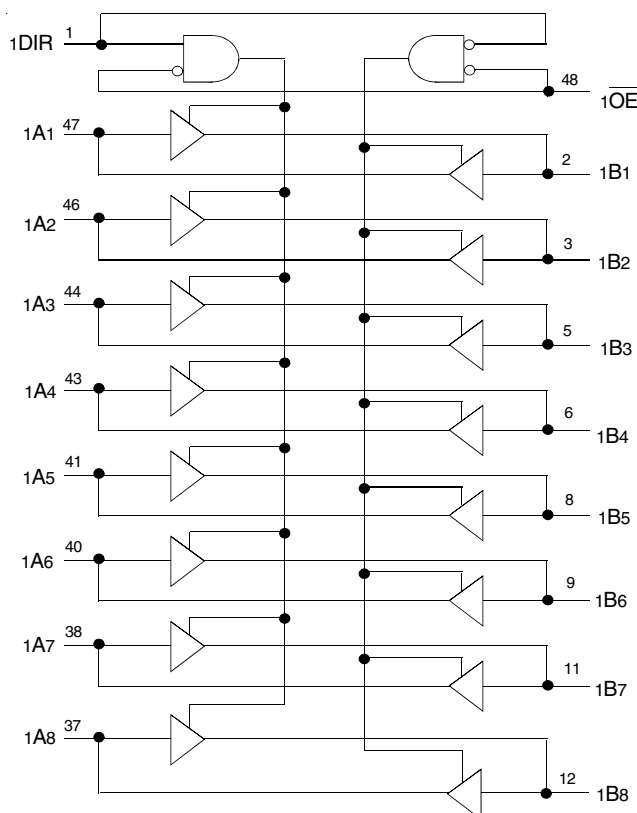 1DIR 1
48 1O̅E̅
1A1 47
2 1B1
1A2 46
3 1B2
1A3 44
5 1B3
1A4 43
6 1B4
1A5 41
8 1B5
1A6 40
9 1B6
1A7 38
11 1B7
1A8 37
12 1B8